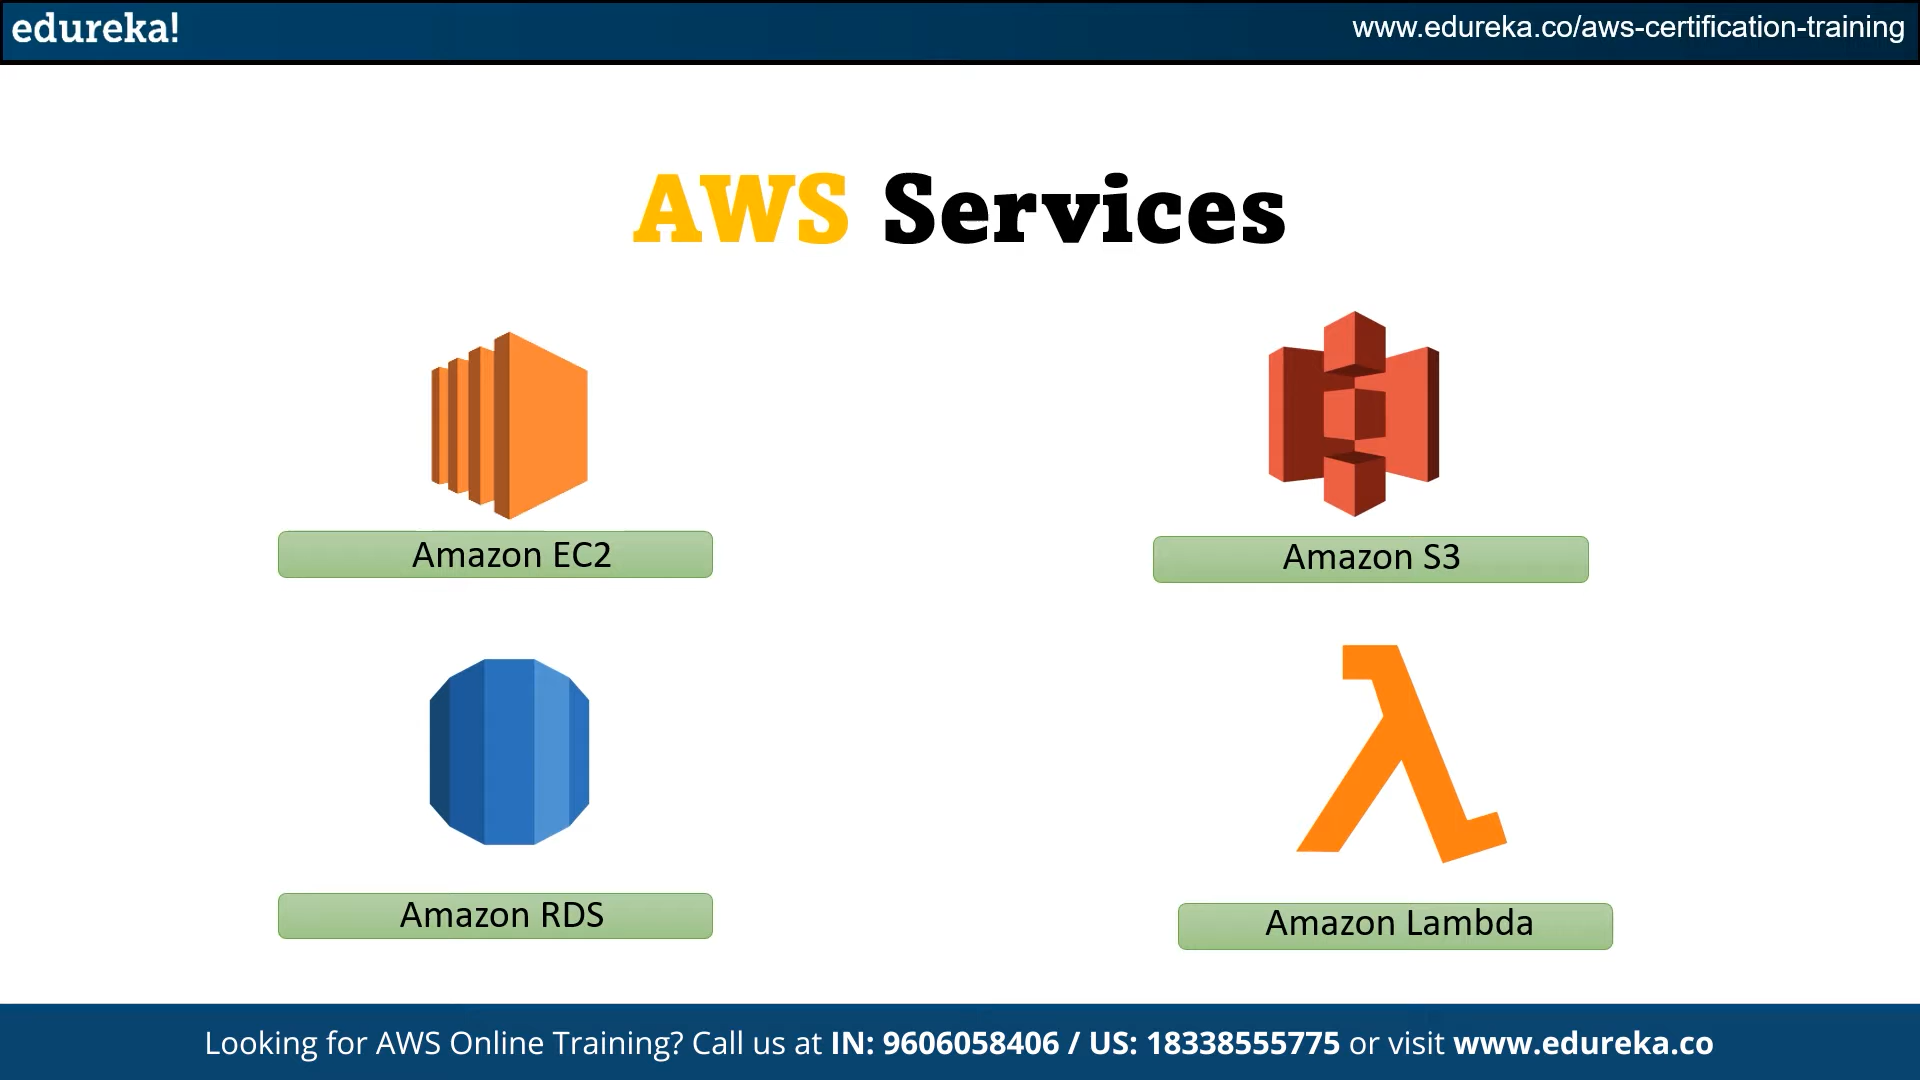 edureka!
www.edureka.co/aws-certification-training
AWS Services
Amazon EC2
Amazon S3
Amazon RDS
Amazon Lambda
Looking for AWS Online Training? Call us at IN: 9606058406 / US: 18338555775 or visit www.edureka.co